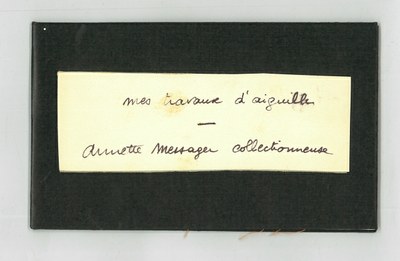 mes travaux d'aiguille
—
annette Messager collectionneuse